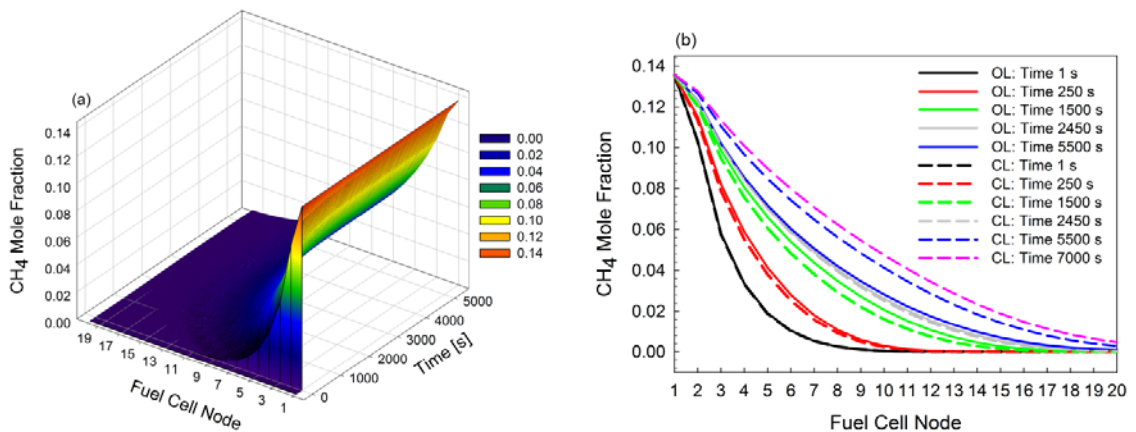 (a)
CH4 Mole Fraction
0.14
0.12
0.10
0.08
0.06
0.04
0.02
0.00
19 17 15 13 11 9 7 5 3 1
Fuel Cell Node
0 1000 2000 3000 4000 5000
Time [s]
0.00
0.02
0.04
0.06
0.08
0.10
0.12
0.14
(b)
CH4 Mole Fraction
0.14
0.12
0.10
0.08
0.06
0.04
0.02
0.00
1 2 3 4 5 6 7 8 9 10 11 12 13 14 15 16 17 18 19 20
Fuel Cell Node
OL: Time 1 s
OL: Time 250 s
OL: Time 1500 s
OL: Time 2450 s
OL: Time 5500 s
CL: Time 1 s
CL: Time 250 s
CL: Time 1500 s
CL: Time 2450 s
CL: Time 5500 s
CL: Time 7000 s